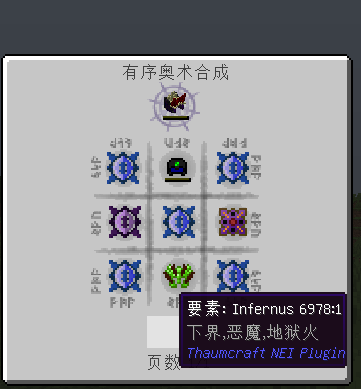 有序奥术合成
要素: Infernus 6978:1
下界,恶魔,地狱火
Thaumcraft NEI Plugin
页数